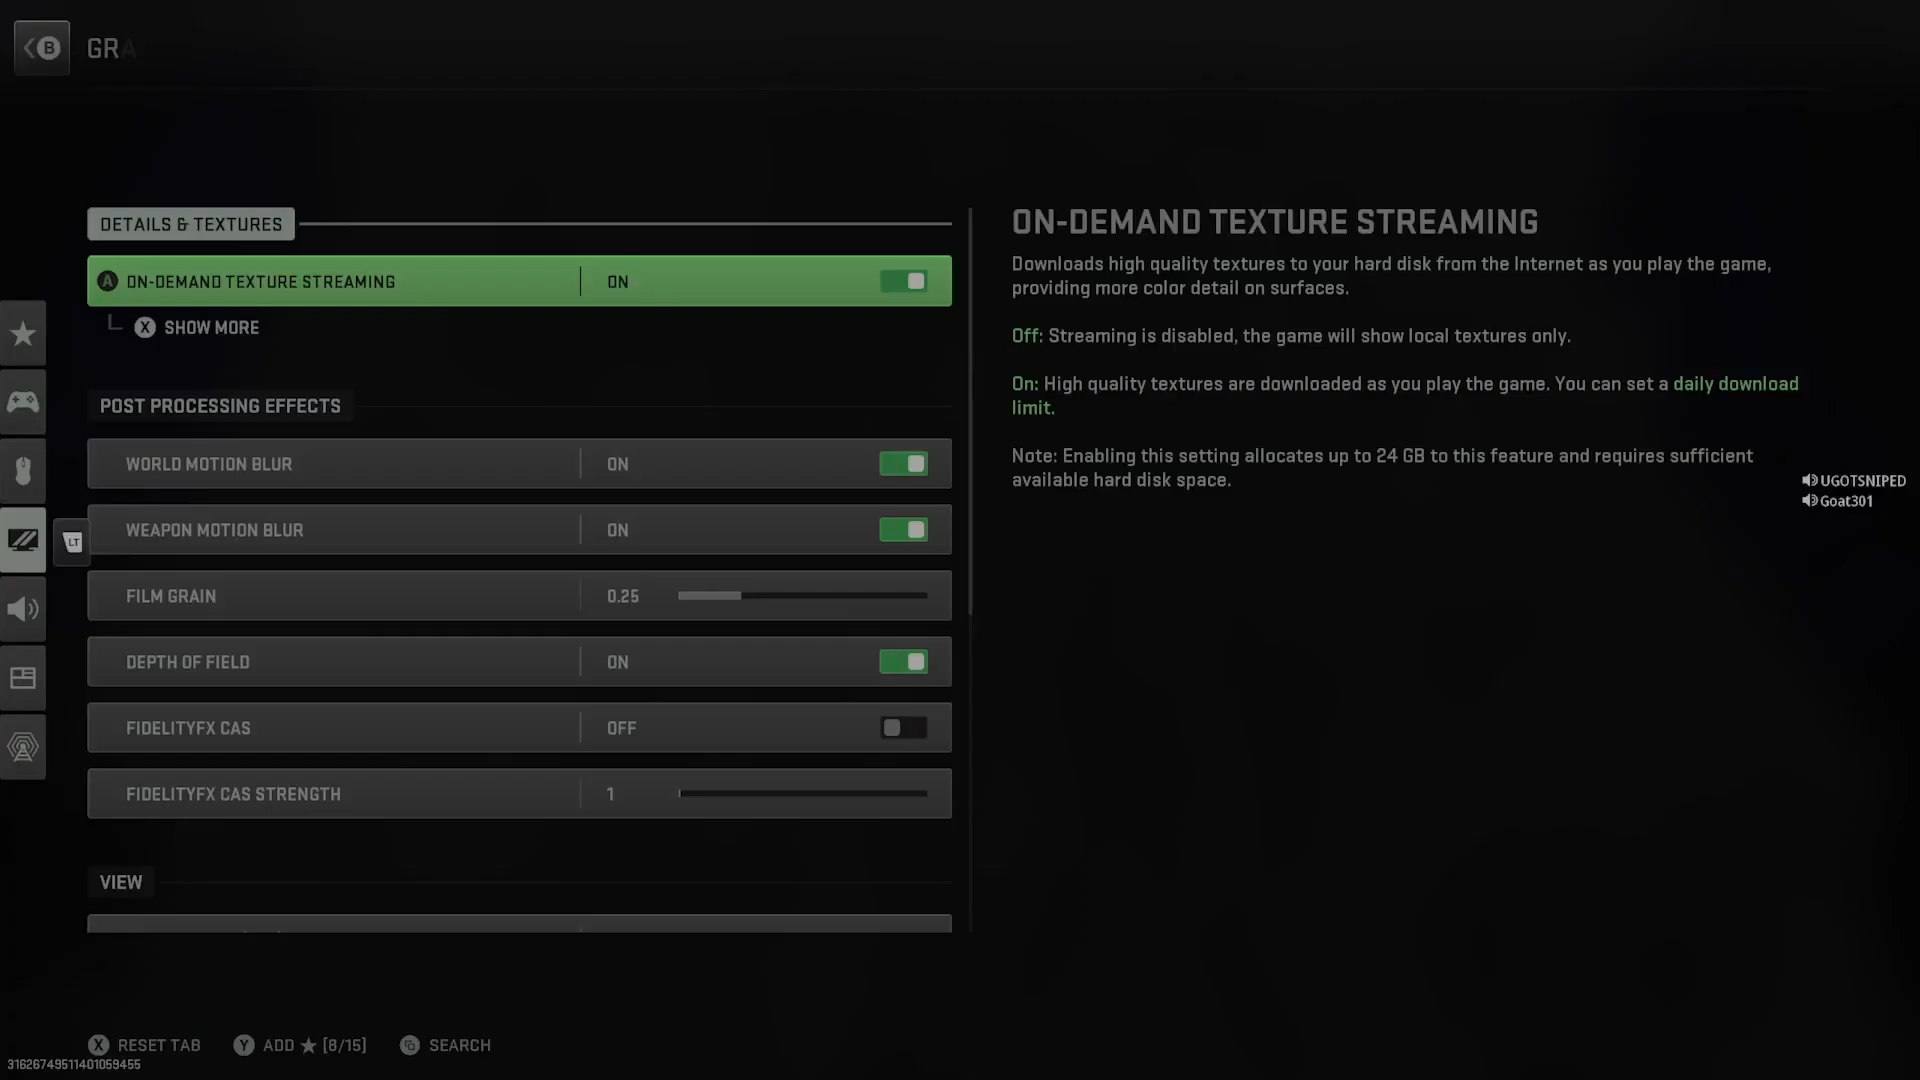 B GRA
DETAILS & TEXTURES
A ON-DEMAND TEXTURE STREAMING ON
X SHOW MORE
POST PROCESSING EFFECTS
WORLD MOTION BLUR ON
LT WEAPON MOTION BLUR ON
FILM GRAIN 0.25
DEPTH OF FIELD ON
FIDELITYFX CAS OFF
FIDELITYFX CAS STRENGTH 1
VIEW
ON-DEMAND TEXTURE STREAMING
Downloads high quality textures to your hard disk from the Internet as you play the game,
providing more color detail on surfaces.
Off: Streaming is disabled, the game will show local textures only.
On: High quality textures are downloaded as you play the game. You can set a daily download
limit.
Note: Enabling this setting allocates up to 24 GB to this feature and requires sufficient
available hard disk space.
UGOTSNIPED
Goat301
X RESET TAB Y ADD ★ [8/15] SEARCH
31626749511401059455